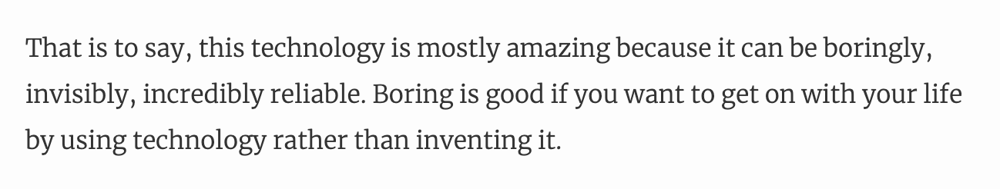 That is to say, this technology is mostly amazing because it can be boringly,
invisibly, incredibly reliable. Boring is good if you want to get on with your life
by using technology rather than inventing it.